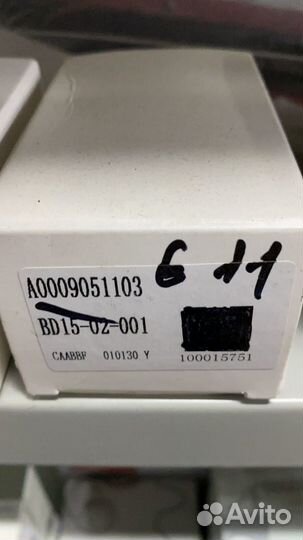 6 11
A0009051103
BD15-02-001
CAABBF 010130 Y
100015751
Avito